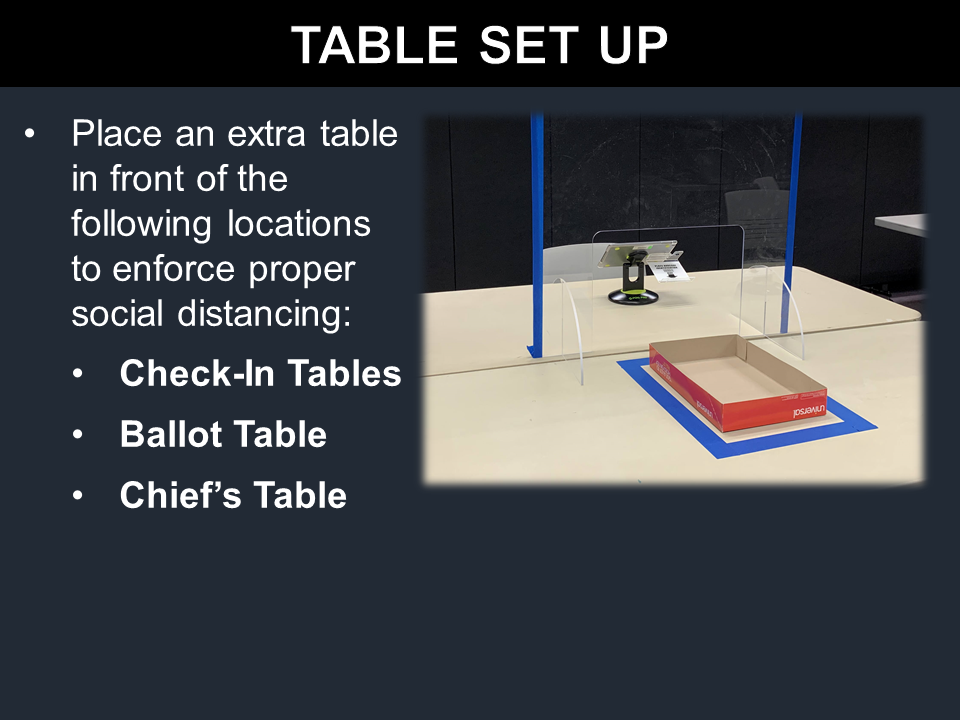 TABLE SET UP
• Place an extra table
in front of the
following locations
to enforce proper
social distancing:
• Check-In Tables
• Ballot Table
• Chief’s Table
universal